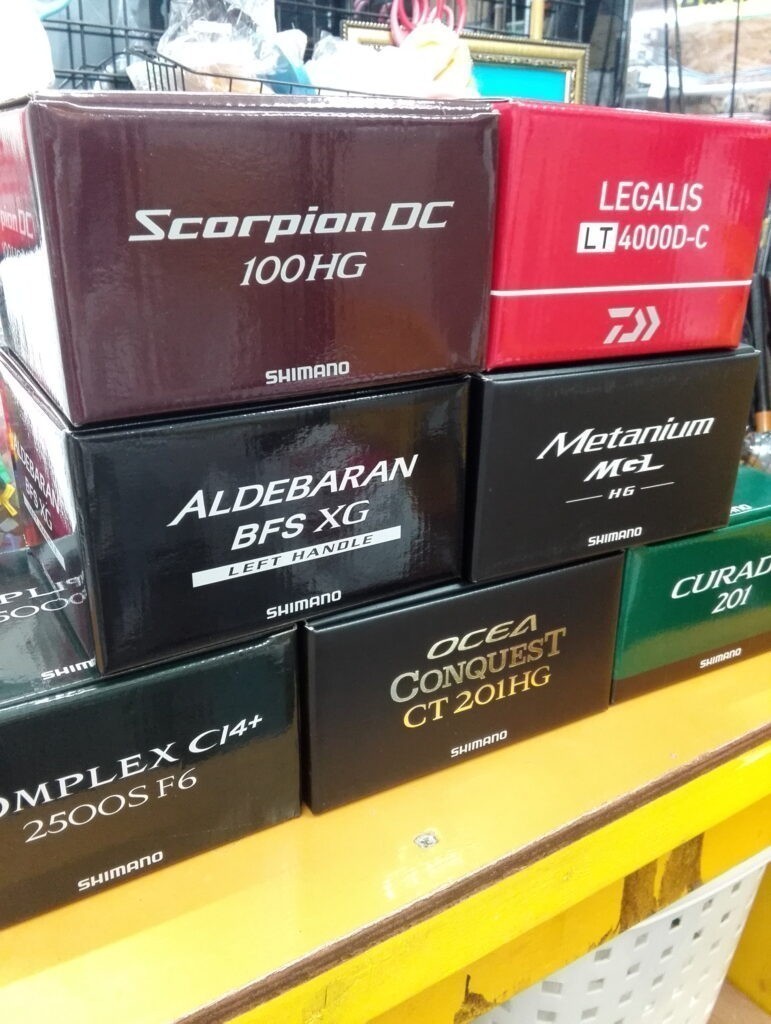 Scorpion DC
100HG
SHIMANO
LEGALIS
LT 4000D-C
ALDEBARAN
BFS XG
LEFT HANDLE
SHIMANO
Metanium
MGL
HG
SHIMANO
OCEA
CONQUEST
CT 201HG
SHIMANO
CURAD
201
SHIMANO
OMPLEX CI4+
2500S F6
SHIMANO